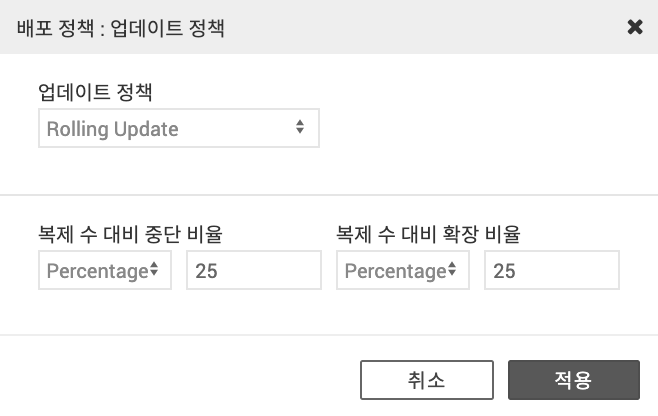 배포 정책 : 업데이트 정책
업데이트 정책
Rolling Update
복제 수 대비 중단 비율 복제 수 대비 확장 비율
Percentage 25 Percentage 25
취소 적용